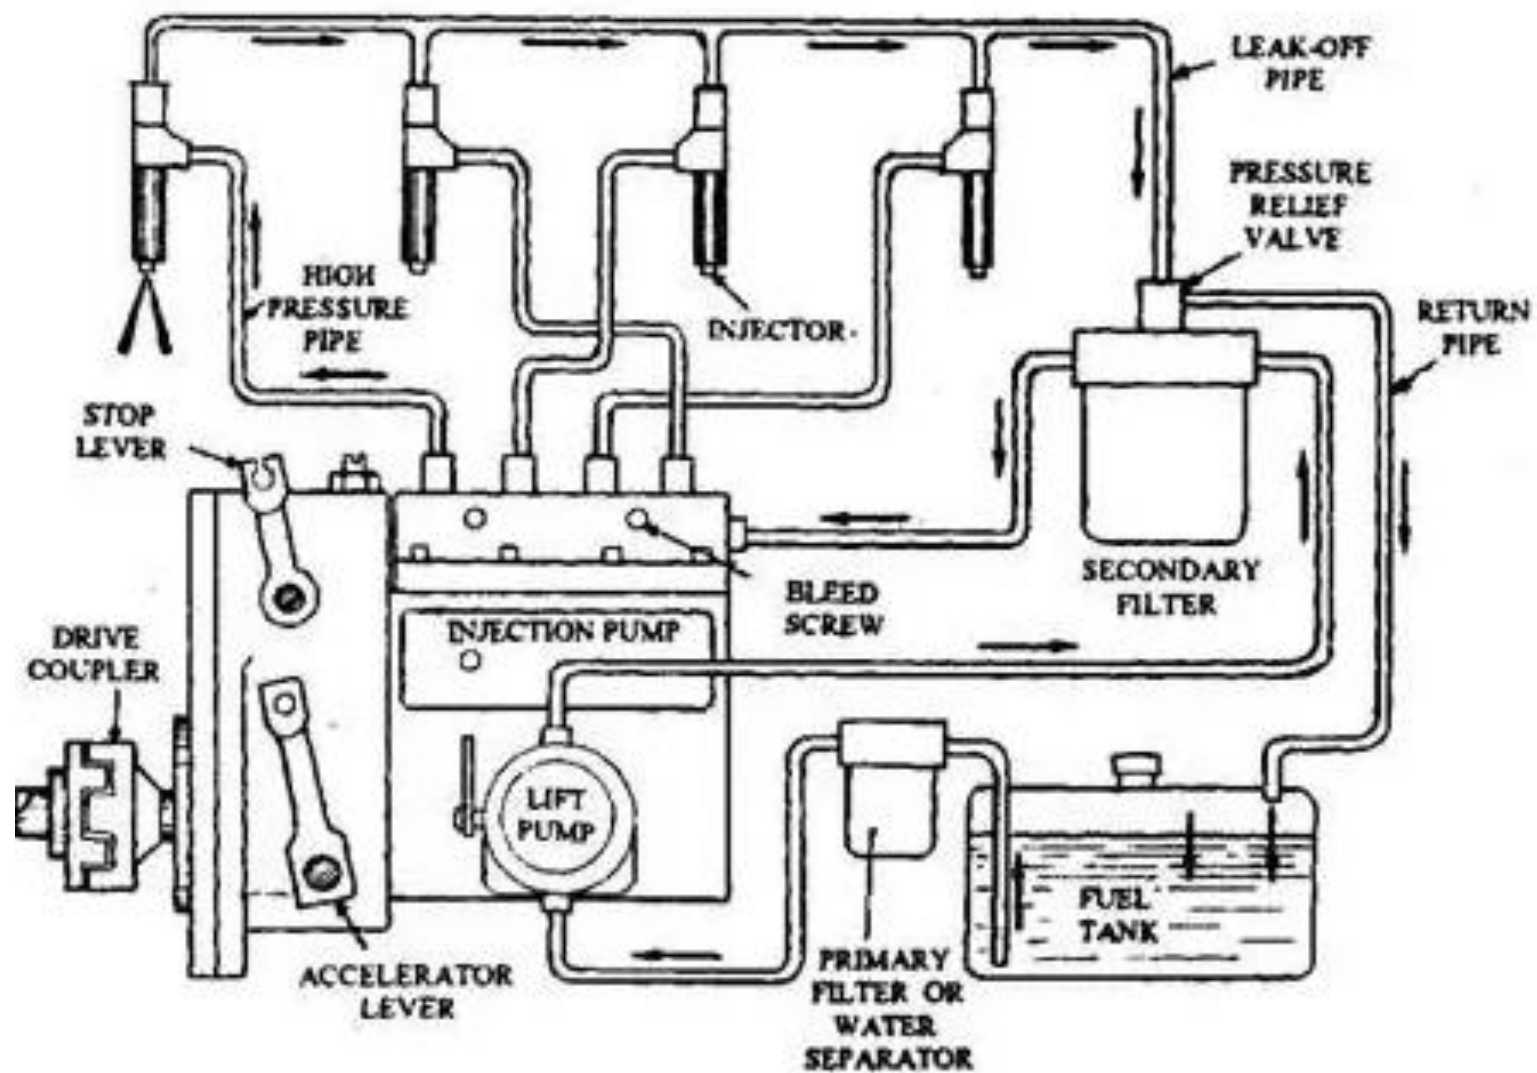 LEAK-OFF
PIPE
PRESSURE
RELIEF
VALVE
HIGH
PRESSURE
PIPE
INJECTOR
RETURN
PIPE
STOP
LEVER
SECONDARY
FILTER
BLEED
SCREW
INJECTION PUMP
DRIVE
COUPLER
LIFT
PUMP
FUEL
TANK
ACCELERATOR
LEVER
PRIMARY
FILTER OR
WATER
SEPARATOR